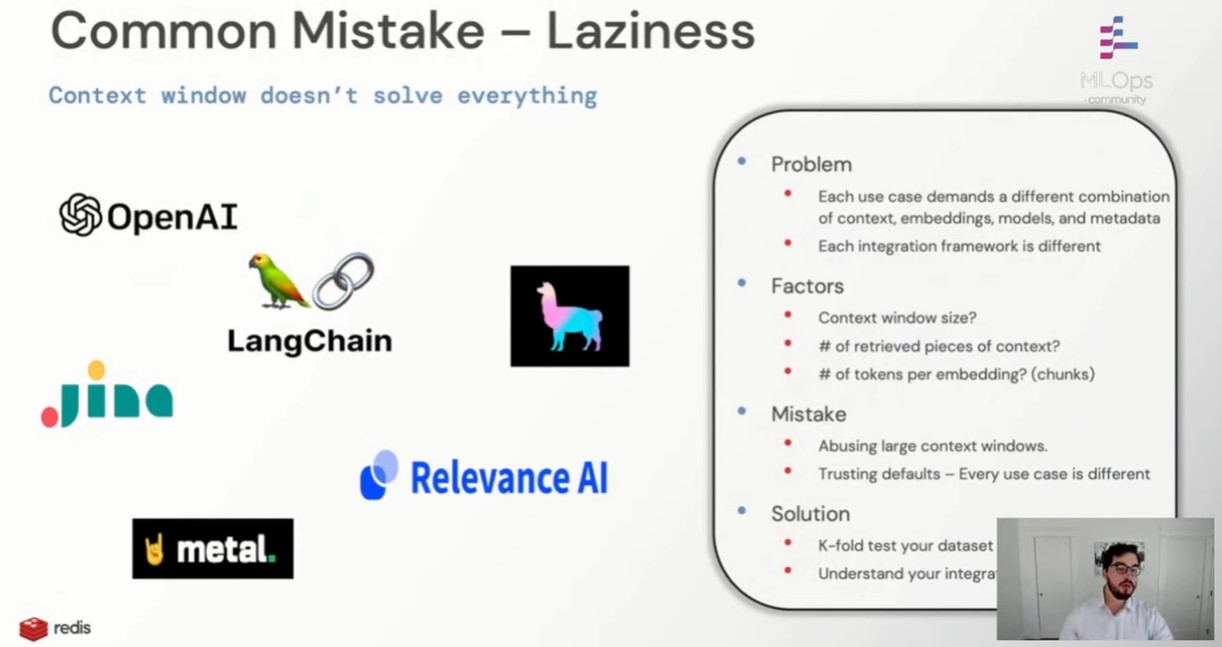 Common Mistake – Laziness
Context window doesn't solve everything
MLOps
community
OpenAI
LangChain
Jina
Relevance AI
metal.
redis
Problem
Each use case demands a different combination
of context, embeddings, models, and metadata
Each integration framework is different
Factors
Context window size?
# of retrieved pieces of context?
# of tokens per embedding? (chunks)
Mistake
Abusing large context windows.
Trusting defaults – Every use case is different
Solution
K-fold test your dataset
Understand your